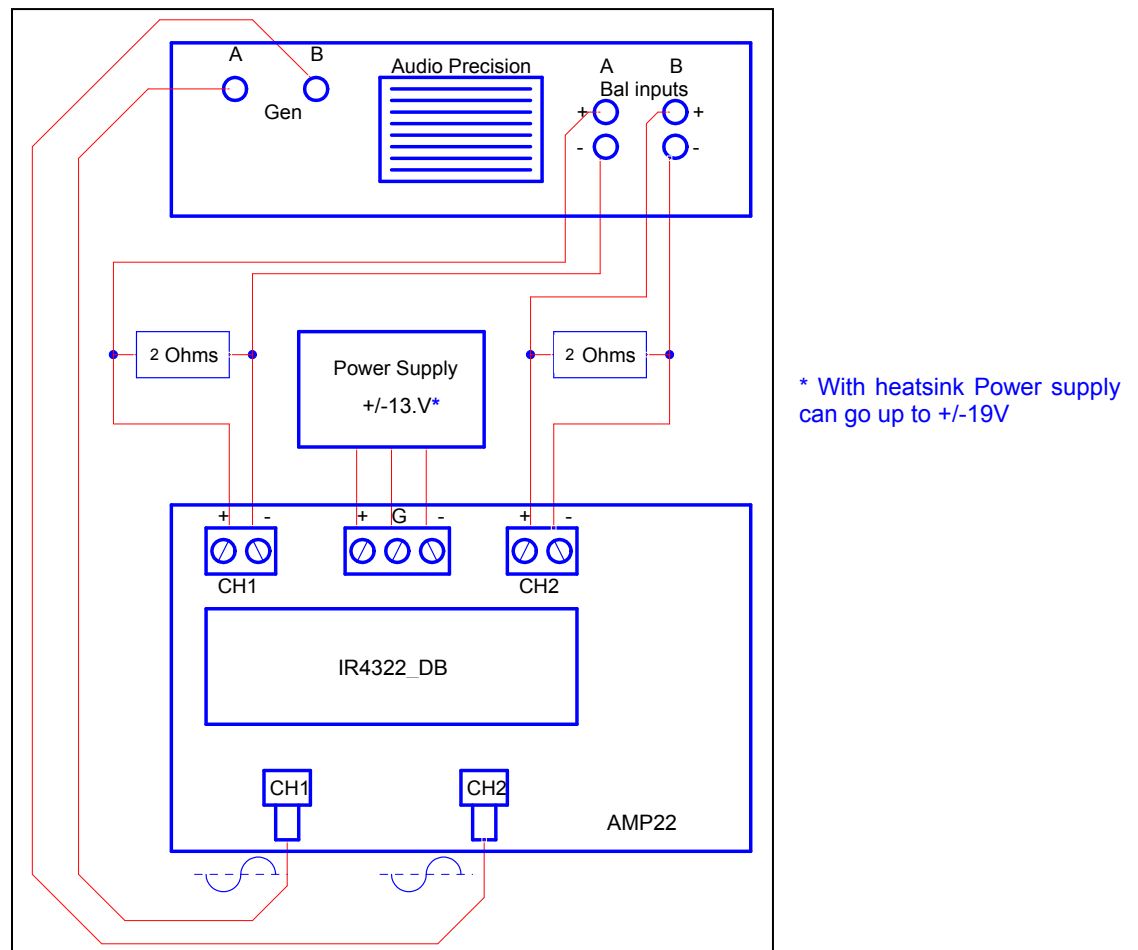 A B
Gen
Audio Precision
A B
Bal inputs
+ +
- -
2 Ohms
Power Supply
+/-13.V*
2 Ohms
* With heatsink Power supply
can go up to +/-19V
+ - + G - + -
CH1 CH2
IR4322_DB
CH1 CH2
AMP22